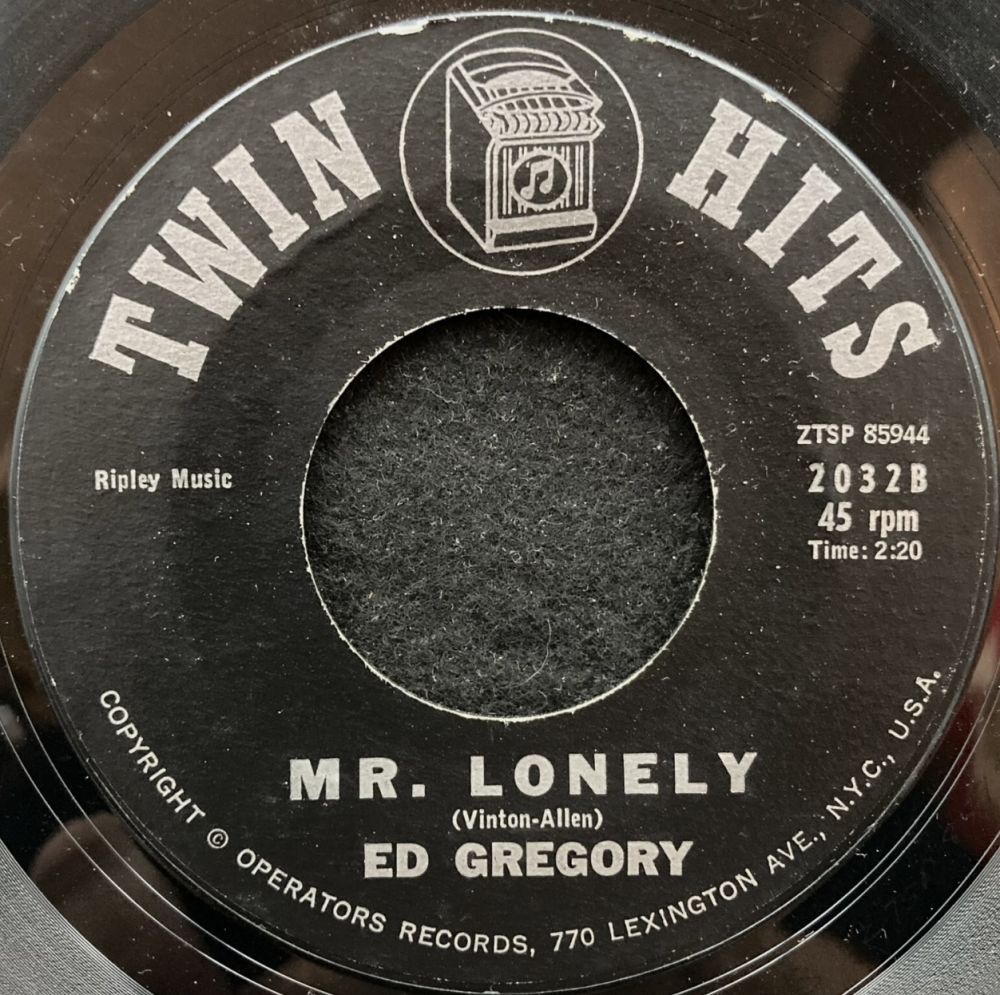 TWIN HITS
Ripley Music
ZTSP 85944
2032B
45 rpm
Time: 2:20
MR. LONELY
(Vinton-Allen)
ED GREGORY
COPYRIGHT © OPERATORS RECORDS, 770 LEXINGTON AVE., N.Y.C., U.S.A.